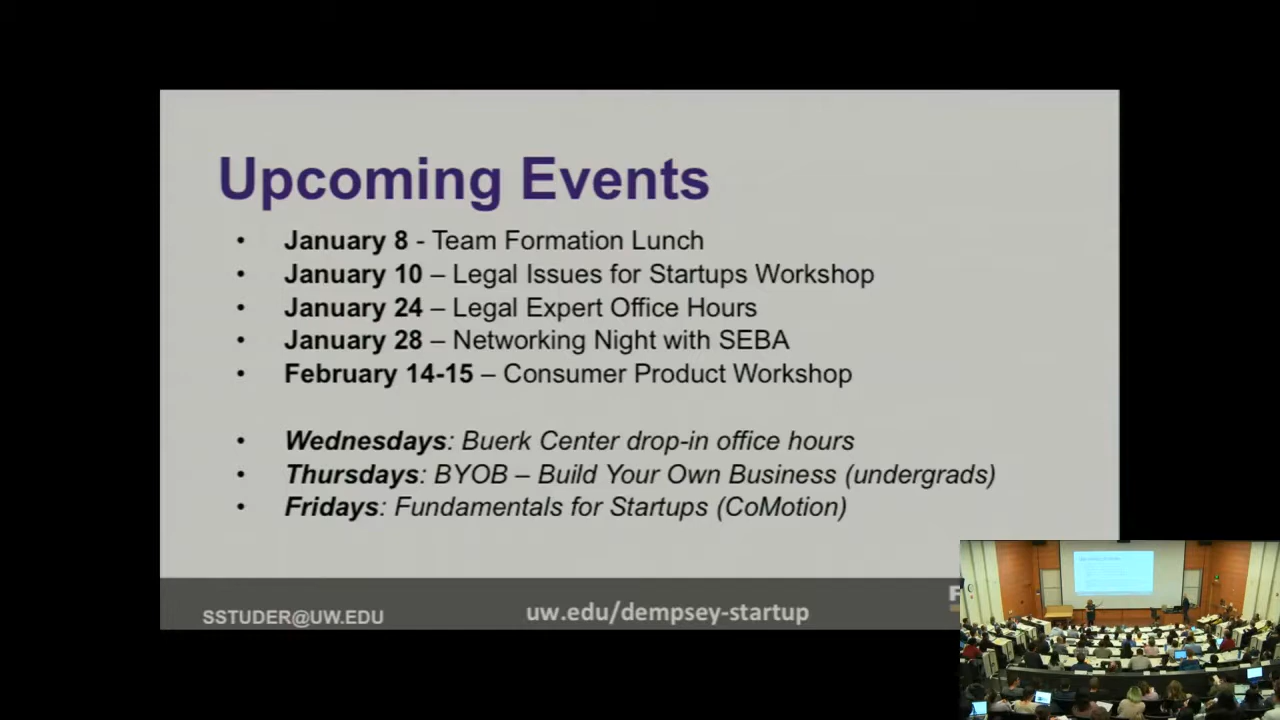 Upcoming Events
• January 8 - Team Formation Lunch
• January 10 – Legal Issues for Startups Workshop
• January 24 – Legal Expert Office Hours
• January 28 – Networking Night with SEBA
• February 14-15 – Consumer Product Workshop
• Wednesdays: Buerk Center drop-in office hours
• Thursdays: BYOB – Build Your Own Business (undergrads)
• Fridays: Fundamentals for Startups (CoMotion)
SSTUDER@UW.EDU
uw.edu/dempsey-startup